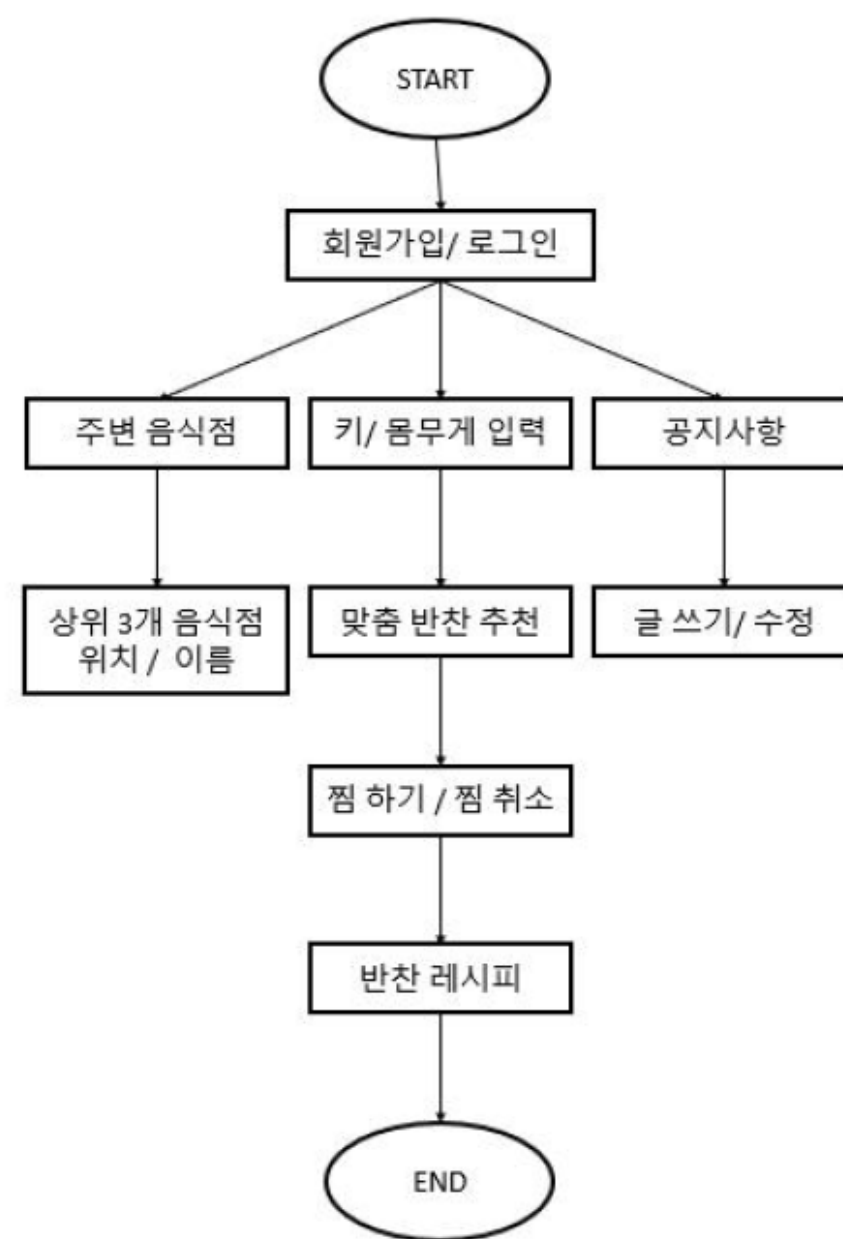 START
회원가입/ 로그인
주변 음식점
키/ 몸무게 입력
공지사항
상위 3개 음식점
위치 / 이름
맞춤 반찬 추천
글 쓰기/ 수정
찜 하기 / 찜 취소
반찬 레시피
END